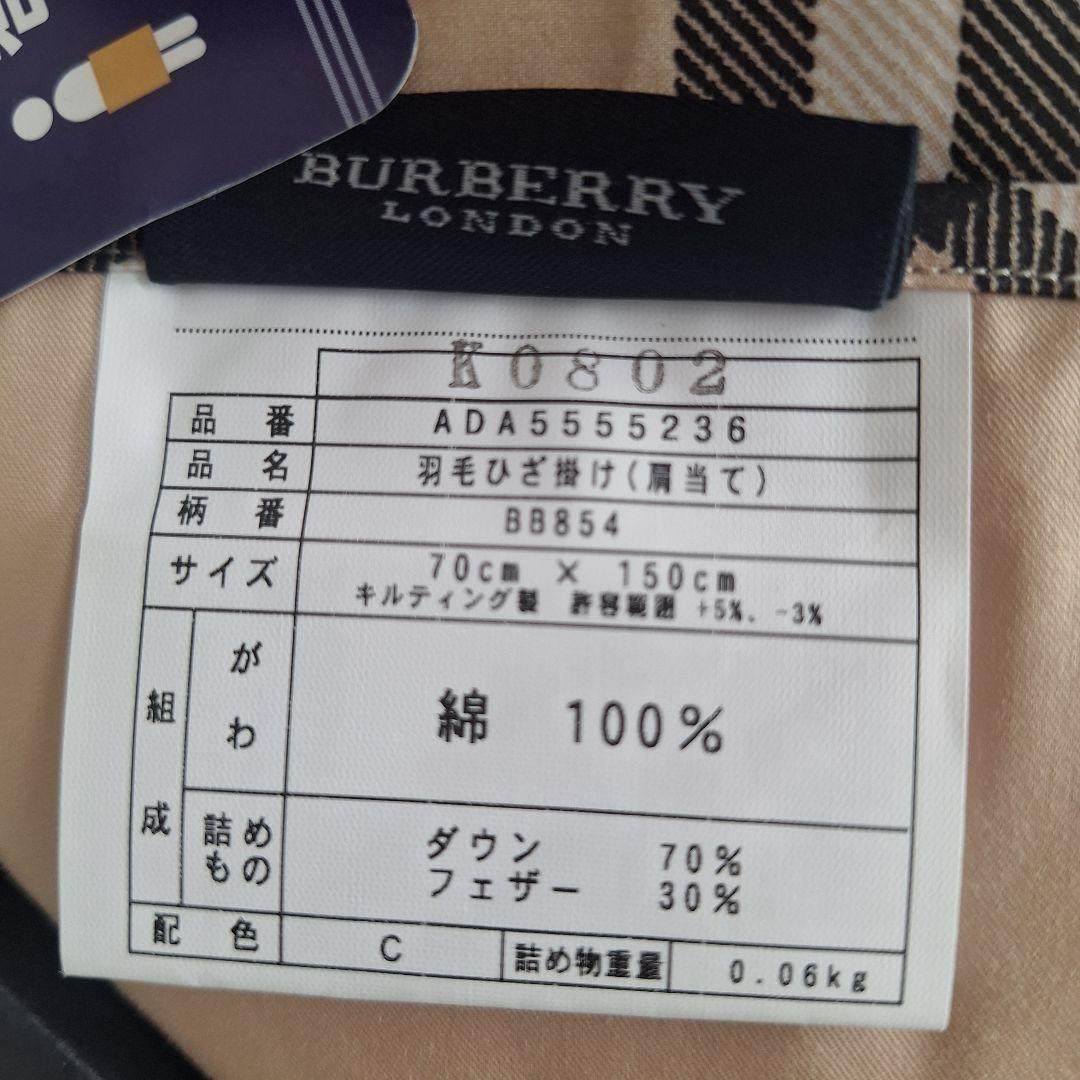 BURBERRY
LONDON
K0802
品番 ADA5555236
品名 羽毛ひざ掛け(肩当て)
柄番 BB854
サイズ 70cm × 150cm
キルティング製 許容範囲 +5%. -3%
組成 がわ 綿 100%
詰めもの ダウン 70%
フェザー 30%
配色 C 詰め物重量 0.06kg